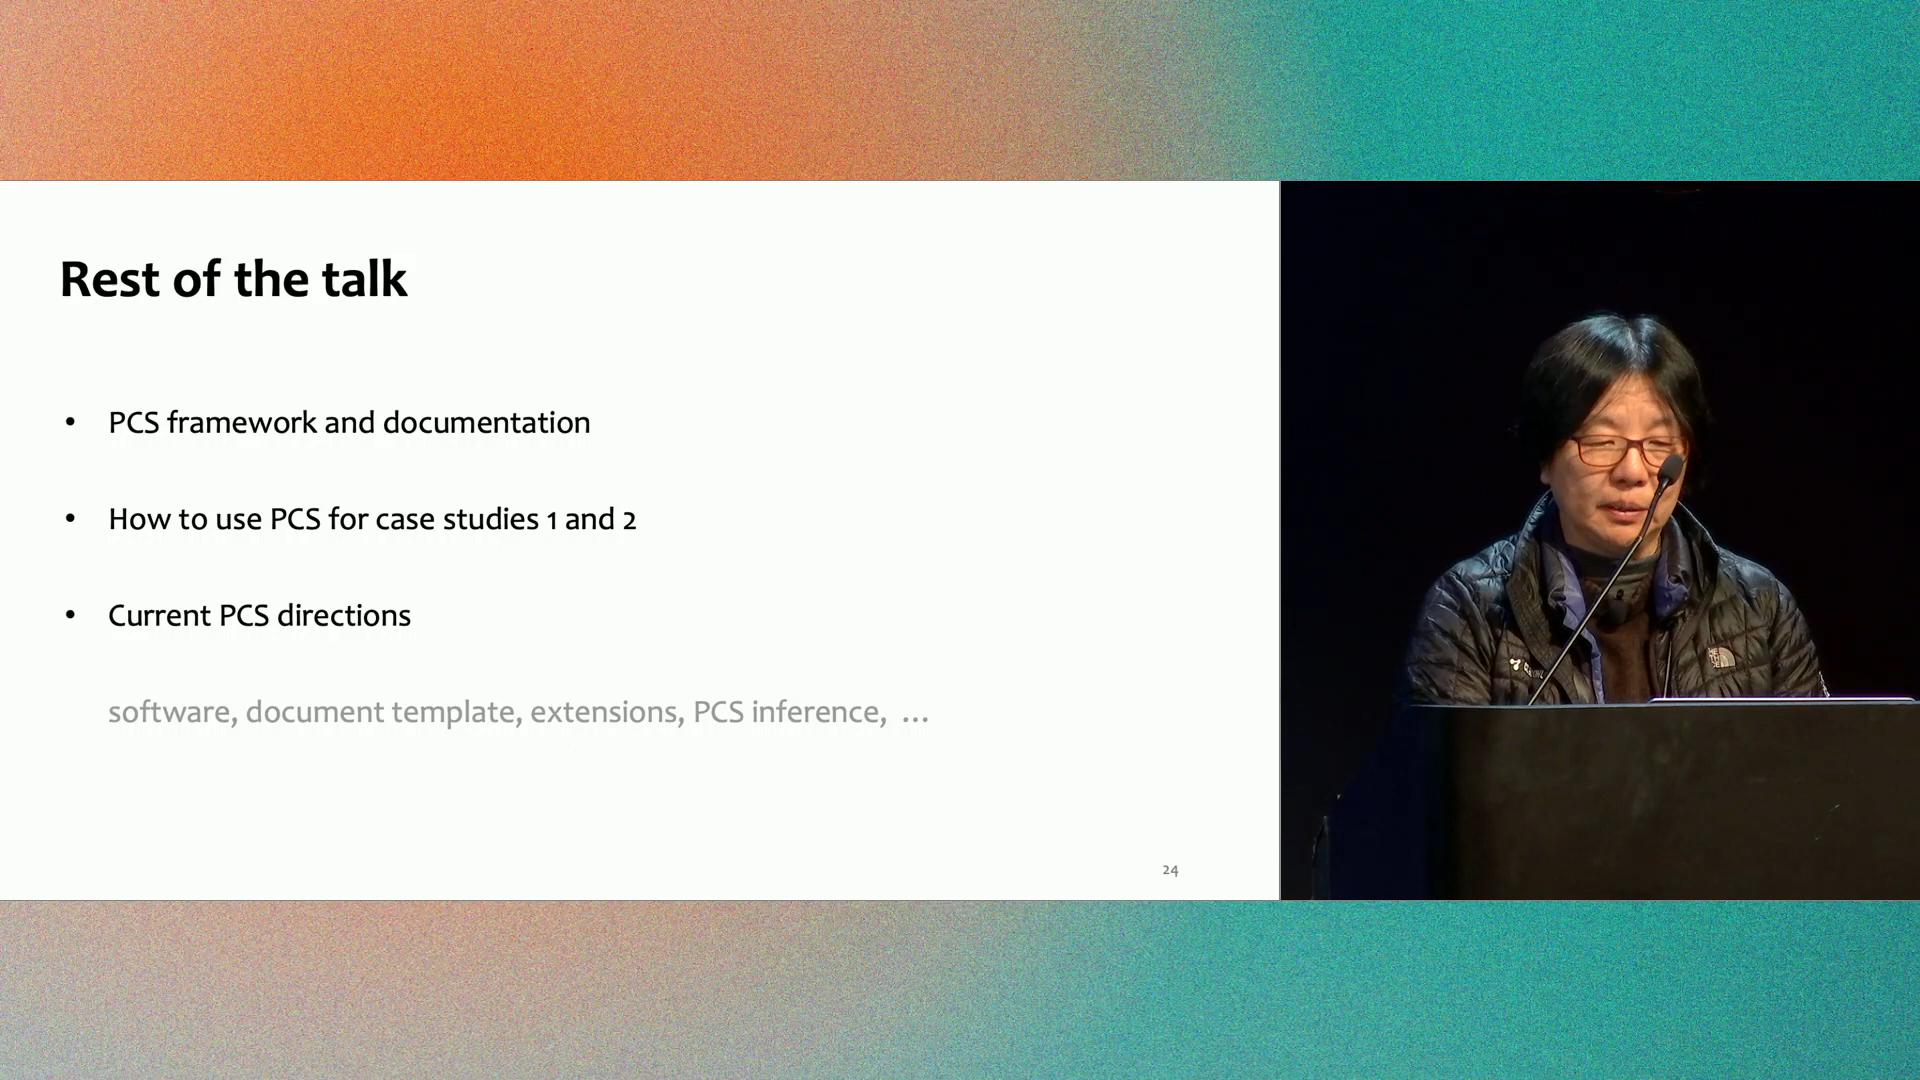 Rest of the talk
• PCS framework and documentation
• How to use PCS for case studies 1 and 2
• Current PCS directions
software, document template, extensions, PCS inference, ...
24
THE